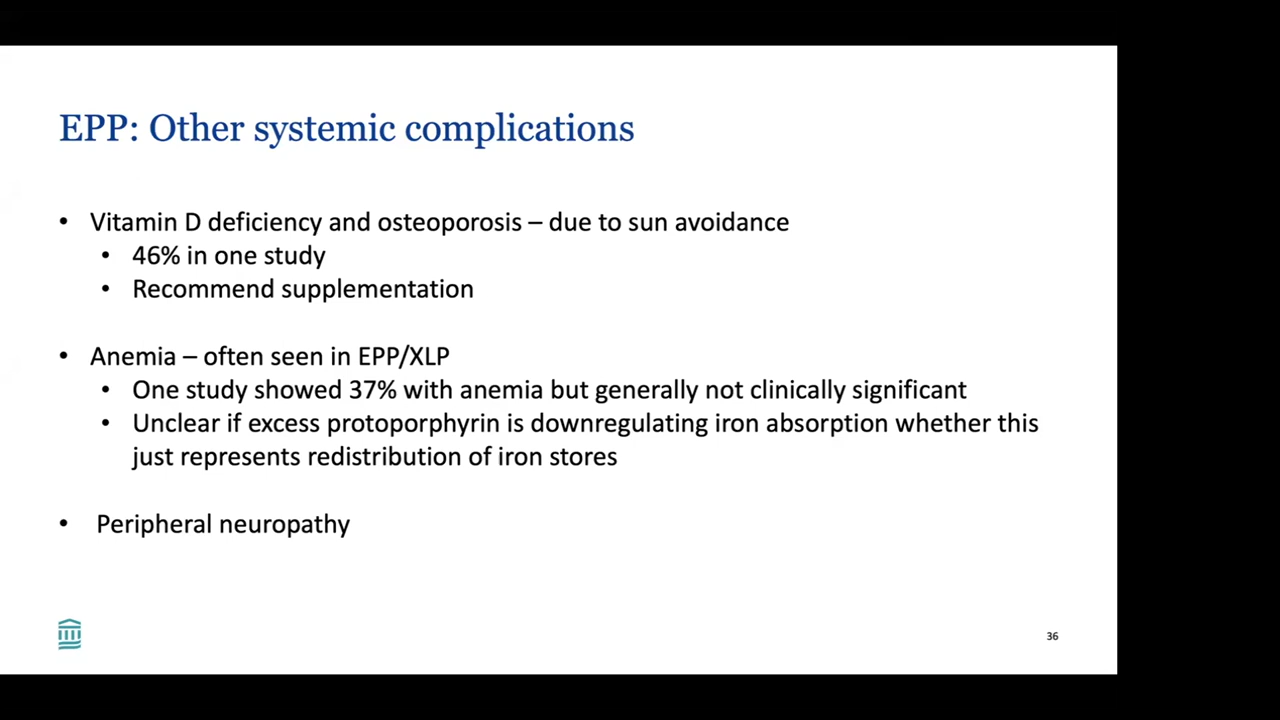 EPP: Other systemic complications
• Vitamin D deficiency and osteoporosis – due to sun avoidance
• 46% in one study
• Recommend supplementation
• Anemia – often seen in EPP/XLP
• One study showed 37% with anemia but generally not clinically significant
• Unclear if excess protoporphyrin is downregulating iron absorption whether this
just represents redistribution of iron stores
• Peripheral neuropathy
36